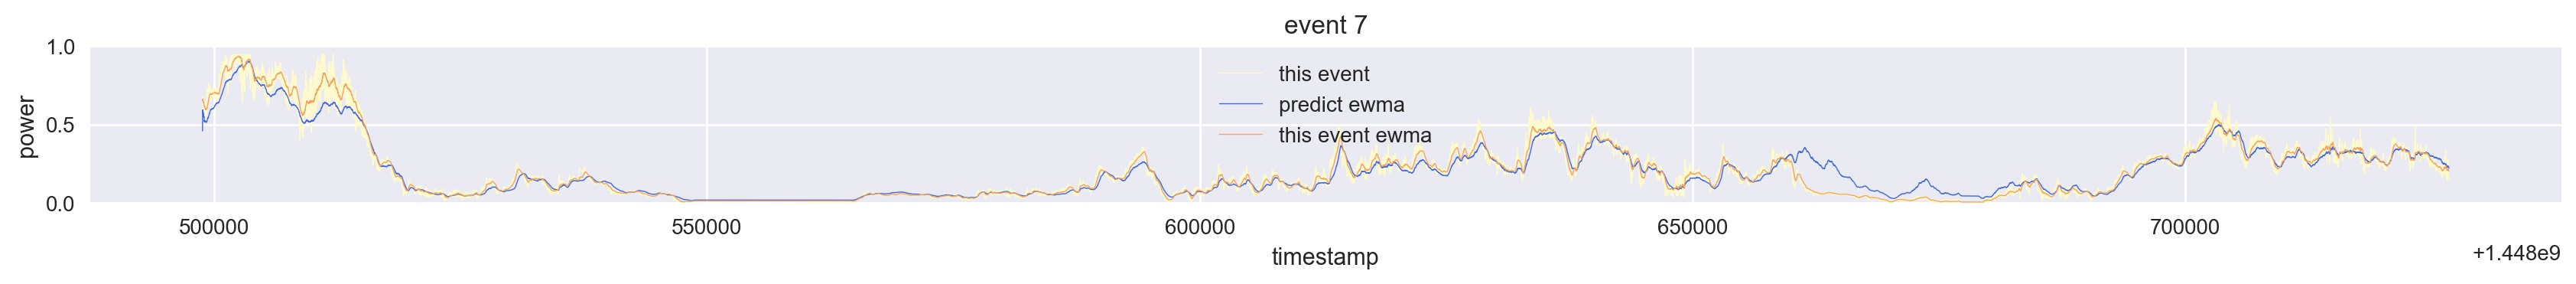 event 7
1.0
this event
predict ewma
power
0.5
this event ewma
0.0
500000 550000 600000 650000 700000
timestamp
+1.448e9